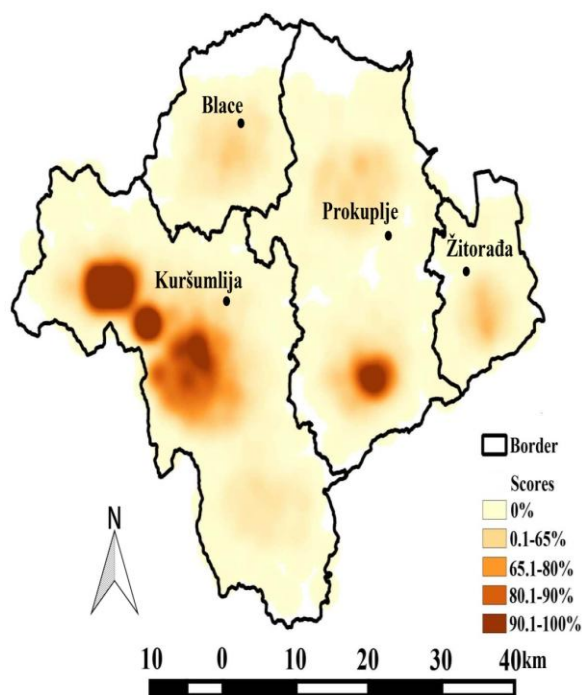 Blace
Prokuplje
Žitorađa
Kuršumlija
Border
Scores
0%
0.1-65%
65.1-80%
80.1-90%
90.1-100%
N
10 0 10 20 30 40km